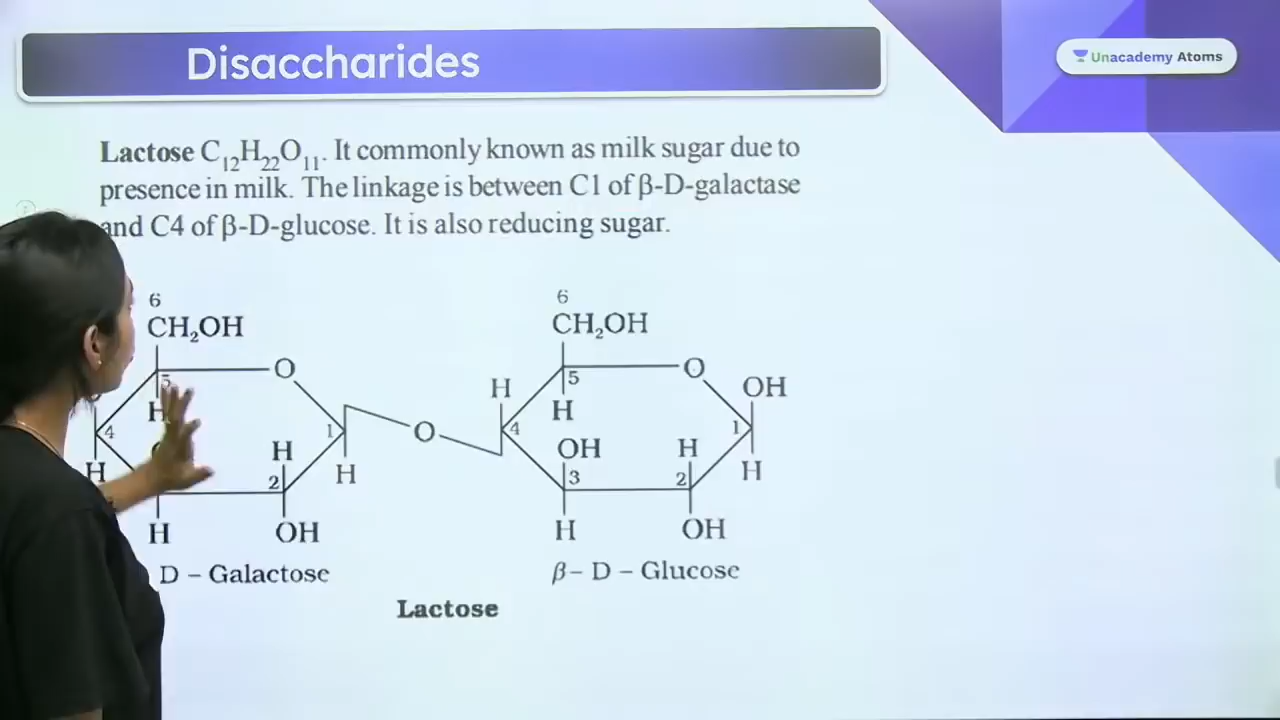 Disaccharides
Unacademy Atoms
Lactose C12H22O11. It commonly known as milk sugar due to
presence in milk. The linkage is between C1 of β-D-galactase
and C4 of β-D-glucose. It is also reducing sugar.
6 6
CH2OH CH2OH
O O
5 H 5 OH
H H
4 1 O 4 1
H OH H
H 2 H 3 2 H
H OH H OH
D – Galactose β– D – Glucose
Lactose